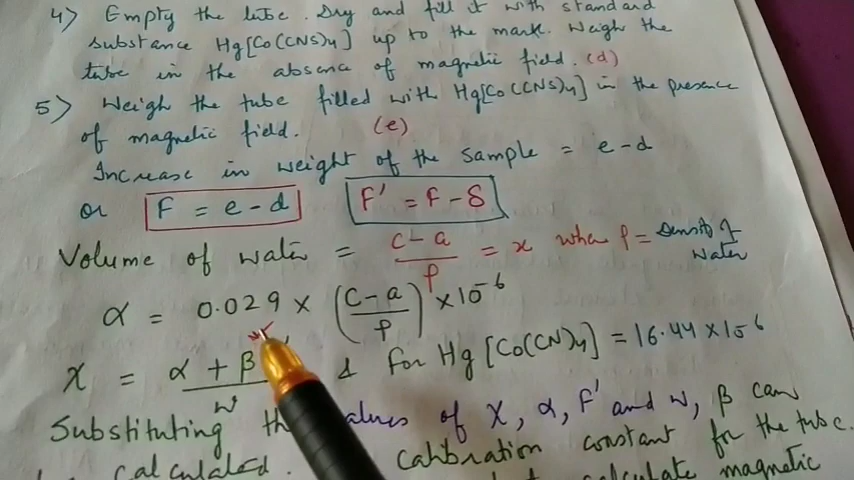 4) Empty the tube. Dry and fill it with standard
substance Hg[Co(CNS)4] up to the mark. Weigh the
tube in the absence of magnetic field. (d)
5) Weigh the tube filled with Hg[Co(CNS)4] in the presence
of magnetic field. (e)
Increase in weight of the sample = e-d
or F = e-d F' = F-δ
Volume of water = c-a/ρ = x when ρ = Density of Water
α = 0.029 × (c-a/ρ) × 10⁻⁶
χ = α + β /w & for Hg[Co(CN)4] = 16.44 × 10⁻⁶
Substituting the values of χ, α, F' and w, β can
calculated. calibration constant for the tube.
calculate magnetic